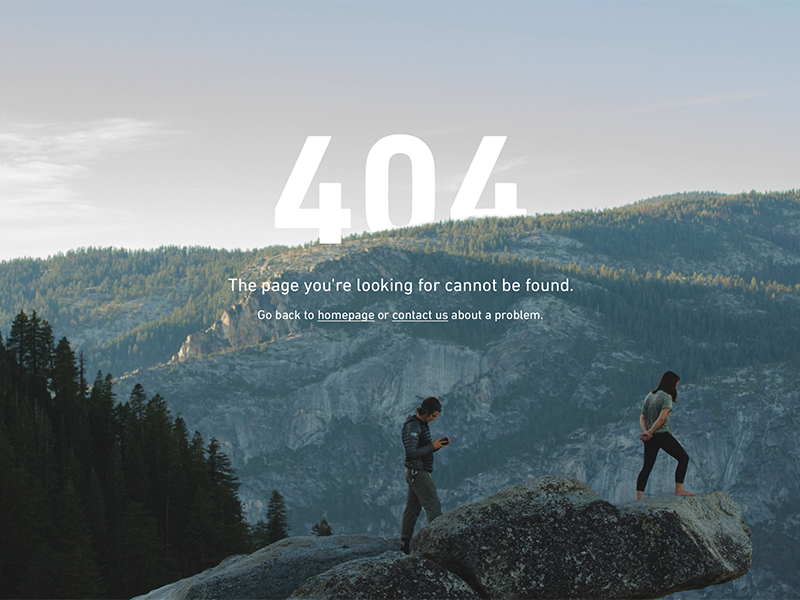 404
The page you're looking for cannot be found.
Go back to homepage or contact us about a problem.